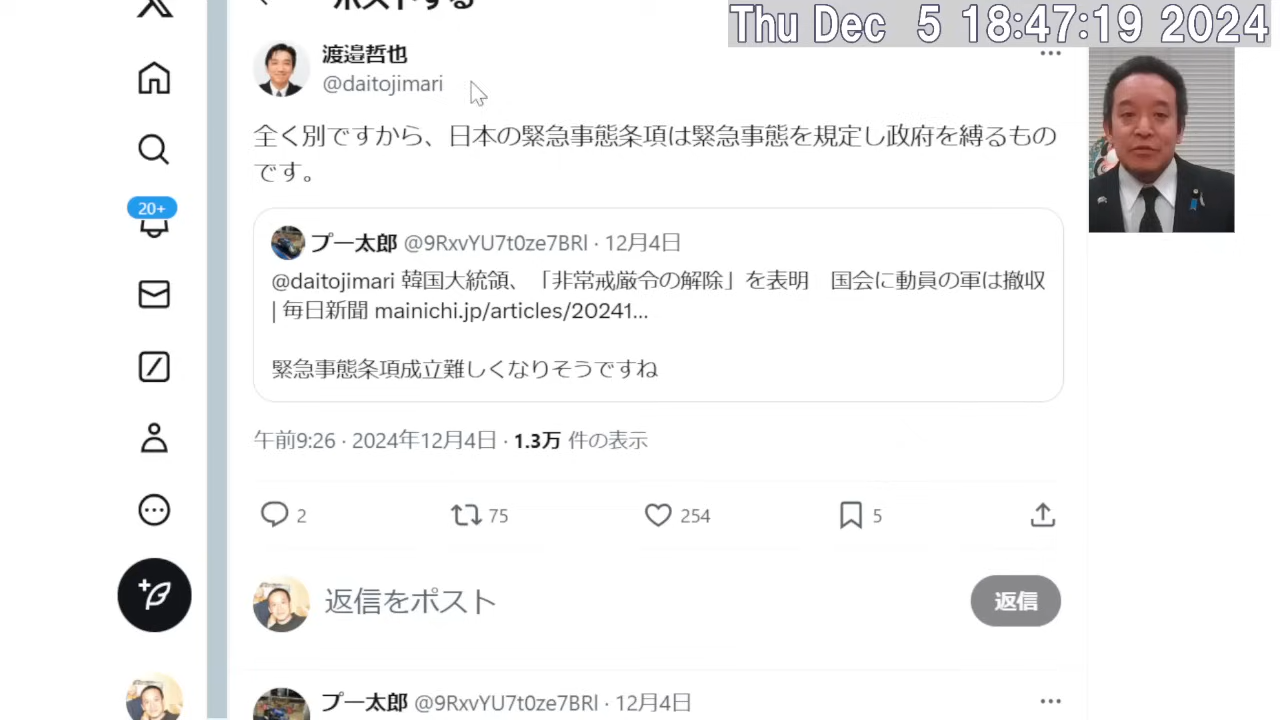 ポストする
Thu Dec 5 18:47:19 2024
渡邉哲也
@daitojimari
全く別ですから、日本の緊急事態条項は緊急事態を規定し政府を縛るもの
です。
プー太郎 @9RxvYU7t0ze7BRl · 12月4日
@daitojimari 韓国大統領、「非常戒厳令の解除」を表明 国会に動員の軍は撤収
| 毎日新聞 mainichi.jp/articles/20241...
緊急事態条項成立難しくなりそうですね
20+
午前9:26 · 2024年12月4日 · 1.3万 件の表示
2 75 254 5
返信をポスト 返信
プー太郎 @9RxvYU7t0ze7BRl · 12月4日